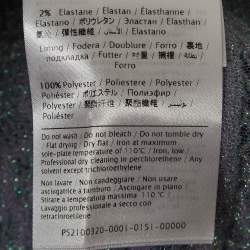 2% Elastane / Elastan / Elasthanne /
Elastano / ポリウレタン / Эластан / Elasthan /
氨纶 / 彈性纖維 / الاستان / Elastano
Lining / Fodera / Doublure / Forro / 裏地 /
подкладка / Futter / 里 / 襯裡 / بطانة /
Forro
100% Polyester / Poliestere / Polyester /
Poliéster / ポリエステル / Полиэфир /
Polyester / 聚酯纤维 / 聚酯纖維 / بوليستر /
Poliéster
Do not wash / Do not bleach / Do not tumble dry
/ Flat drying / Dry flat / Iron at maximum
sole-plate temperature of 110°C, iron, low /
Professional dry cleaning in perchlorethene / Any
solvent except trichlorethylene
Non lavare / Non candeggiare / Non usare
asciugatrice a tamburo / Asciugare in piano /
Stirare a temperatura massima 110°C /
Lavaggio professionale a secco con
tetracloroetilene
PS2100320-0001-0151-00000